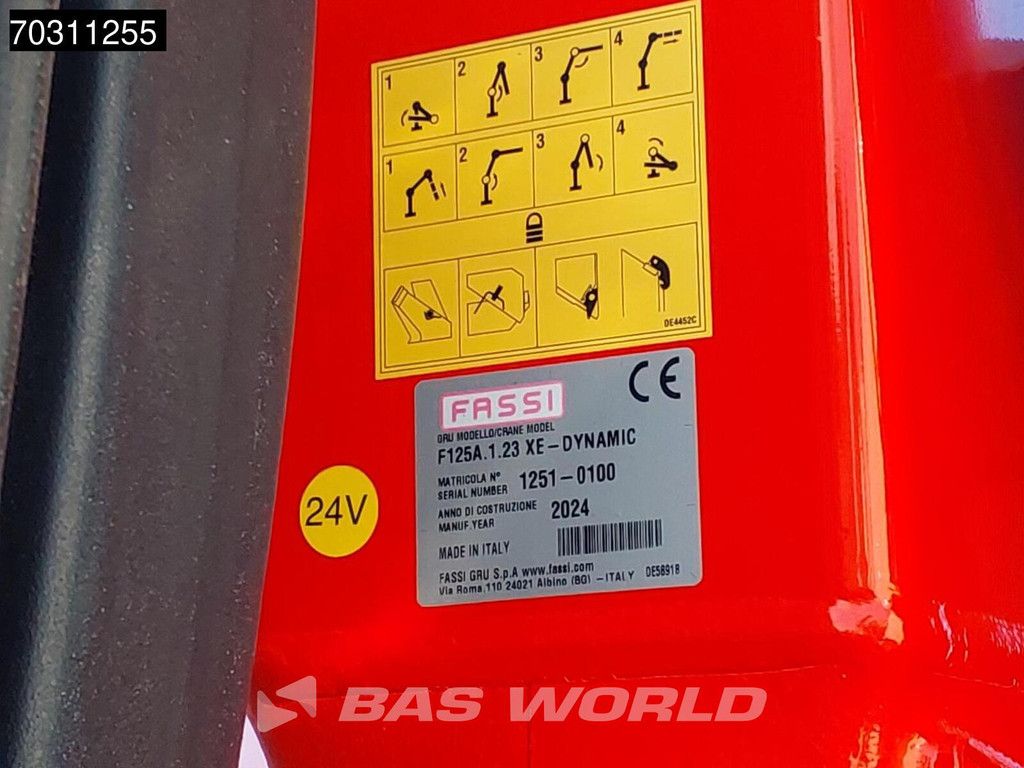 70311255
1 2 3 4
1 2 3 4
DE4452C
FASSI CE
GRU MODELLO/CRANE MODEL
F125A.1.23 XE-DYNAMIC
MATRICOLA N°
SERIAL NUMBER 1251-0100
ANNO DI COSTRUZIONE
MANUF.YEAR 2024
MADE IN ITALY
FASSI GRU S.p.A www.fassi.com
Via Roma,110 24021 Albino (BG) -ITALY DE5891B
24V
BAS WORLD